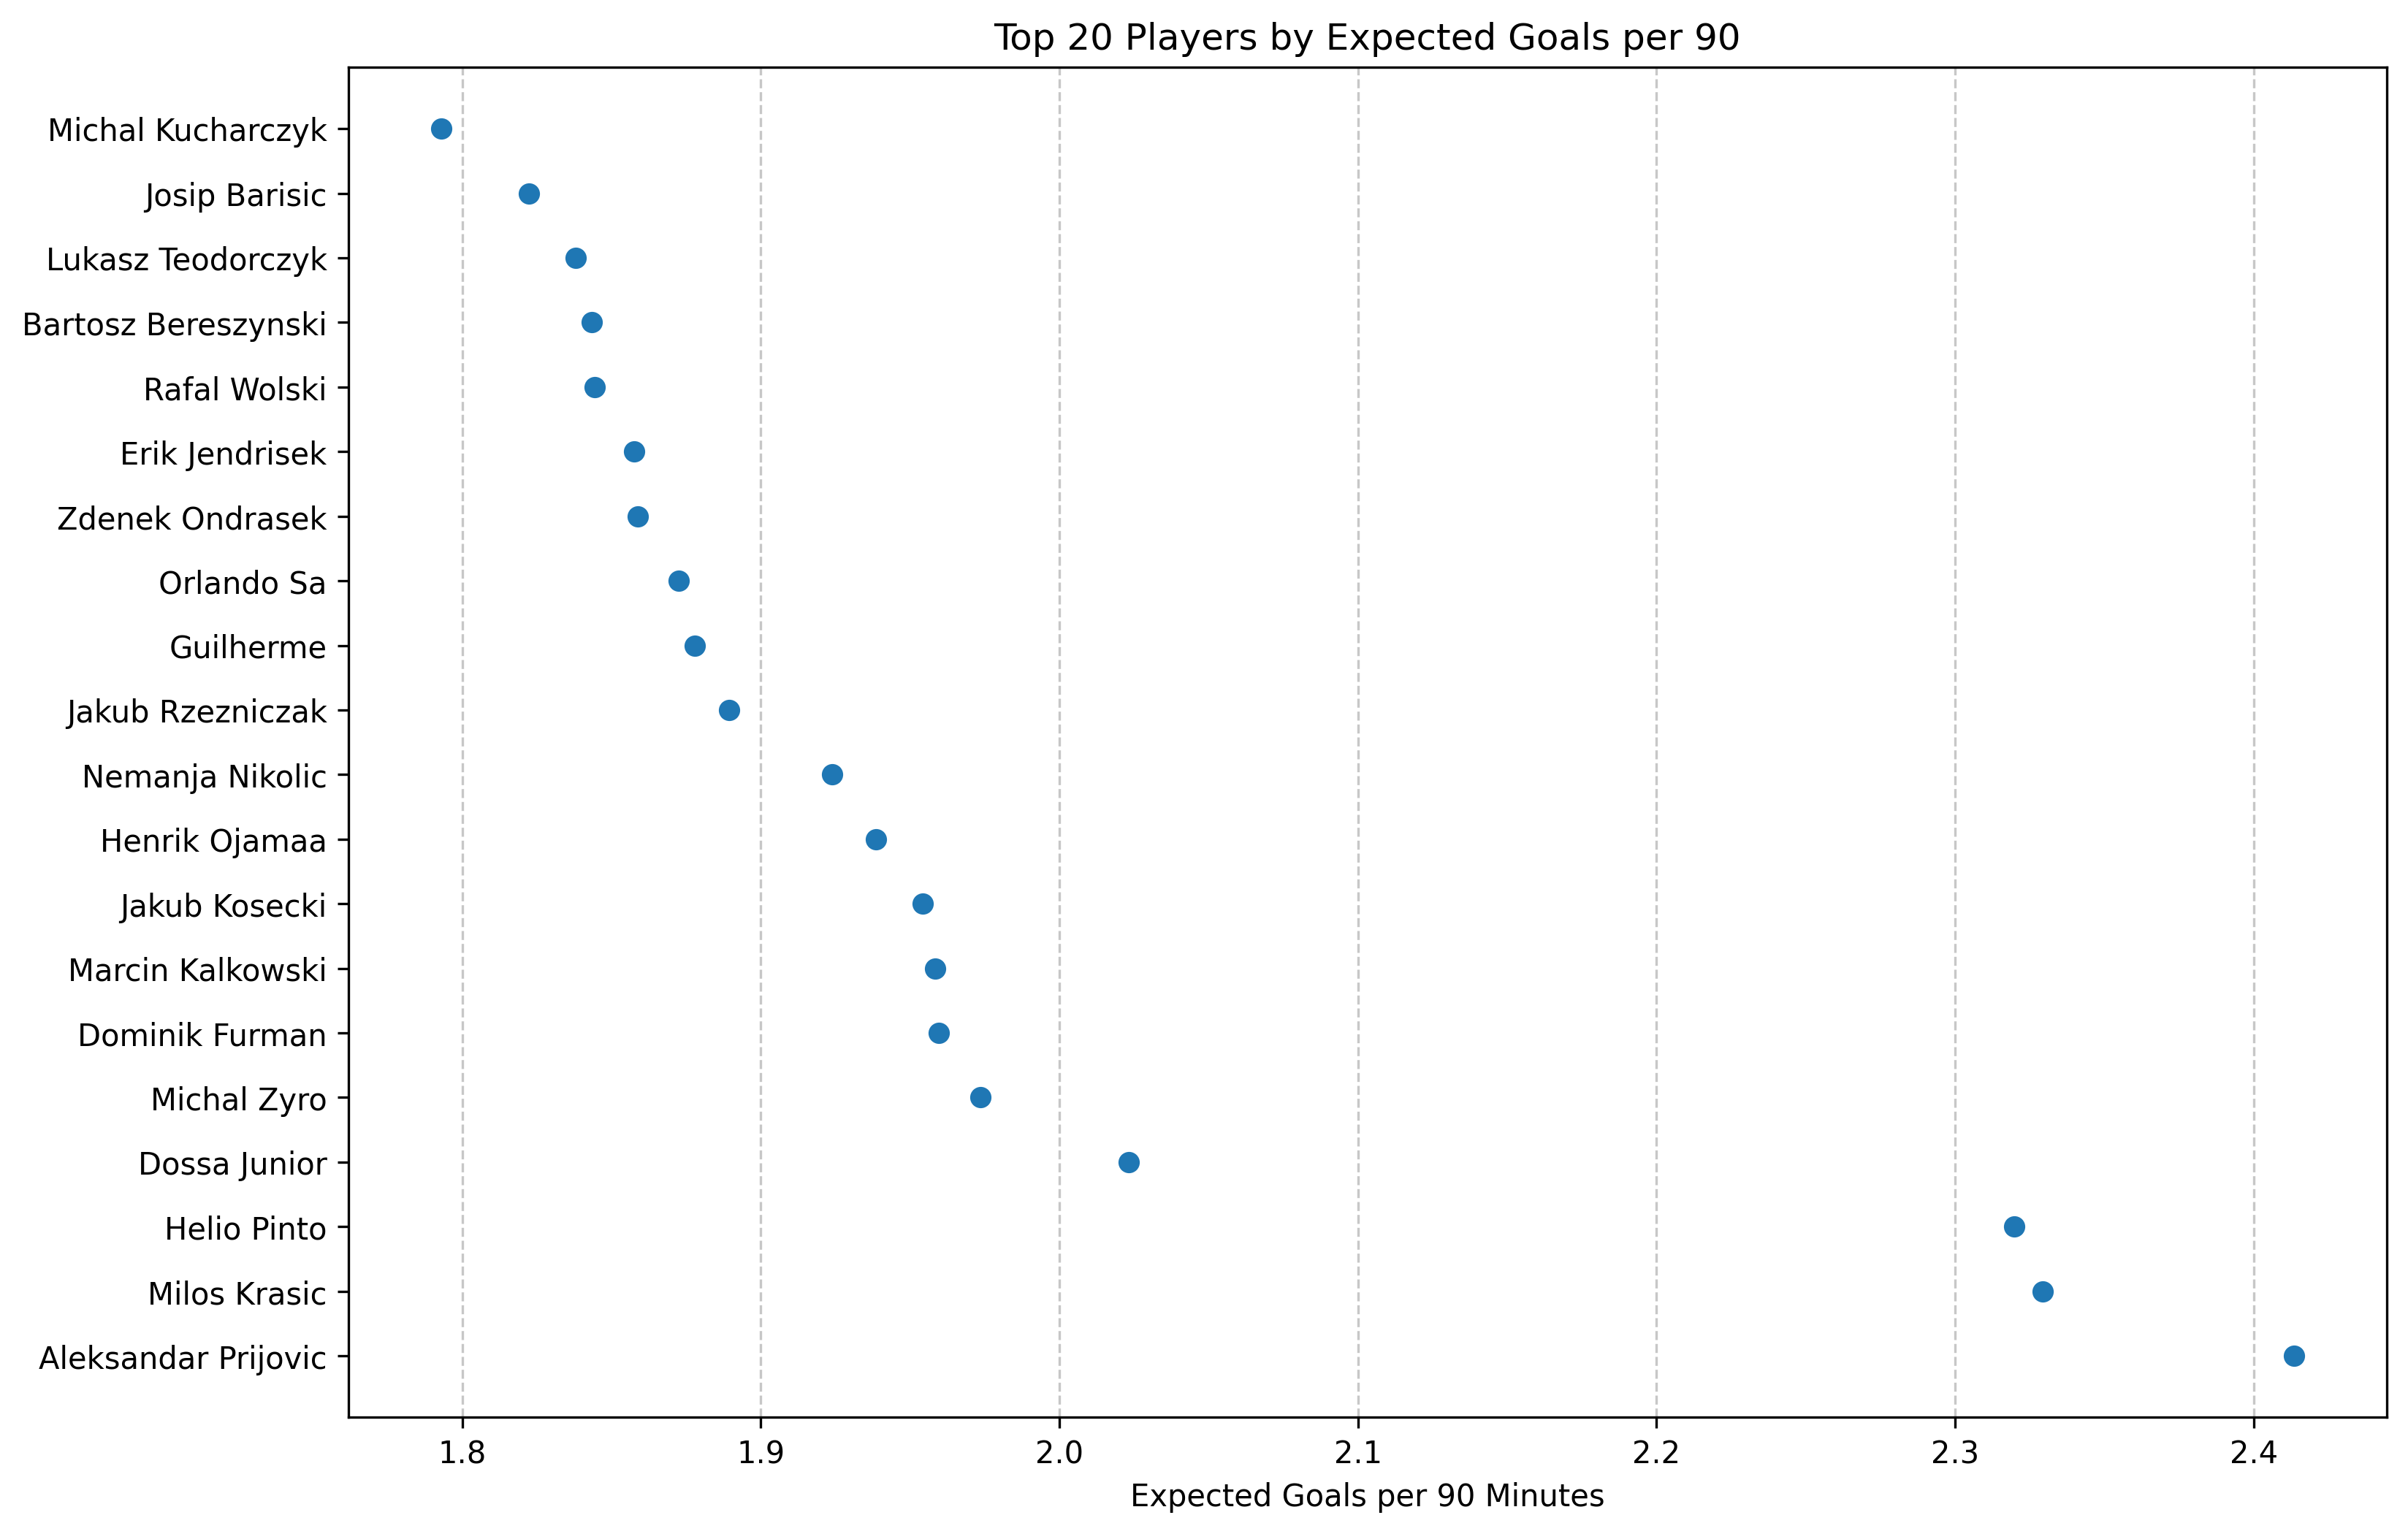 Top 20 Players by Expected Goals per 90
Michal Kucharczyk
Josip Barisic
Lukasz Teodorczyk
Bartosz Bereszynski
Rafal Wolski
Erik Jendrisek
Zdenek Ondrasek
Orlando Sa
Guilherme
Jakub Rzezniczak
Nemanja Nikolic
Henrik Ojamaa
Jakub Kosecki
Marcin Kalkowski
Dominik Furman
Michal Zyro
Dossa Junior
Helio Pinto
Milos Krasic
Aleksandar Prijovic
1.8 1.9 2.0 2.1 2.2 2.3 2.4
Expected Goals per 90 Minutes